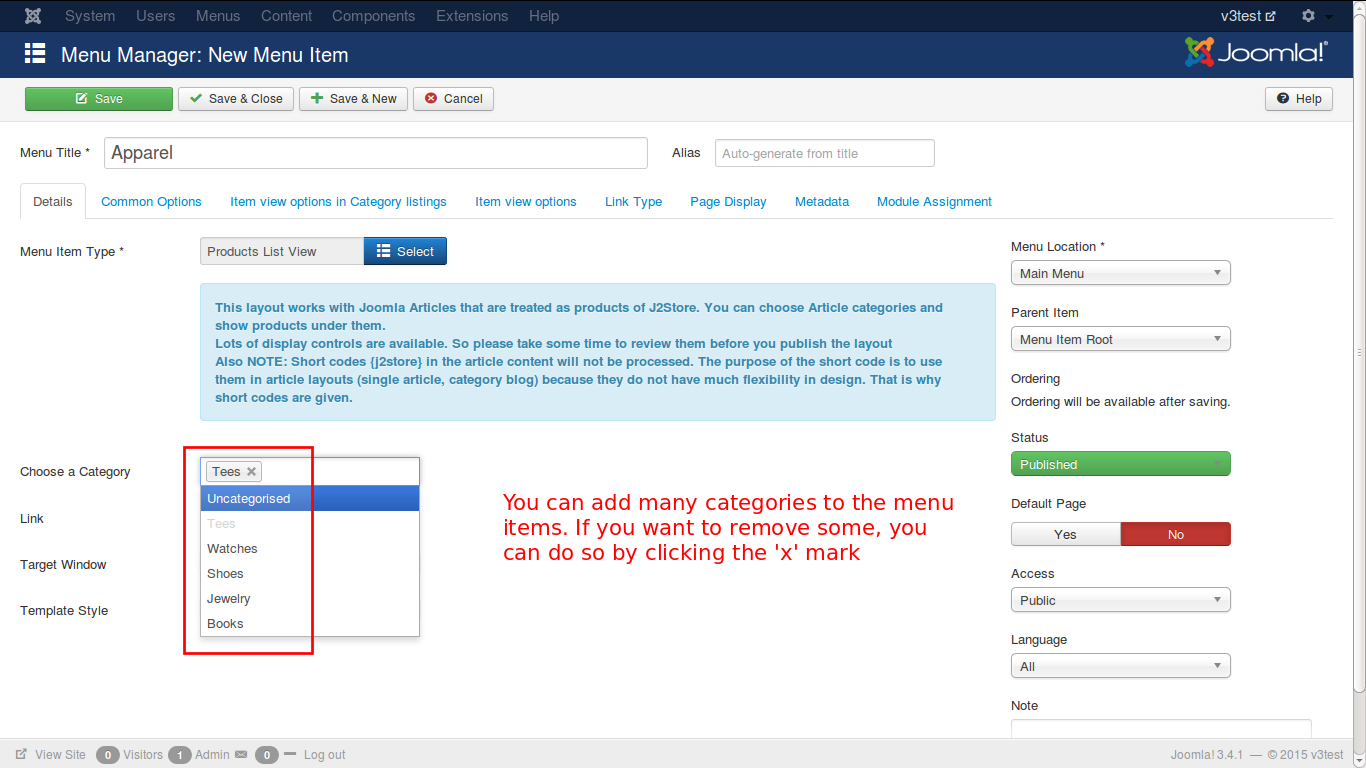 System Users Menus Content Components Extensions Help v3test
Menu Manager: New Menu Item Joomla!®
Save Save & Close Save & New Cancel Help
Menu Title * Apparel Alias Auto-generate from title
Details Common Options Item view options in Category listings Item view options Link Type Page Display Metadata Module Assignment
Menu Item Type * Products List View Select
This layout works with Joomla Articles that are treated as products of J2Store. You can choose Article categories and
show products under them.
Lots of display controls are available. So please take some time to review them before you publish the layout
Also NOTE: Short codes {j2store} in the article content will not be processed. The purpose of the short code is to use
them in article layouts (single article, category blog) because they do not have much flexibility in design. That is why
short codes are given.
Choose a Category Tees
Uncategorised
Tees
Watches
Shoes
Jewelry
Books
Link
Target Window
Template Style
You can add many categories to the menu
items. If you want to remove some, you
can do so by clicking the 'x' mark
Menu Location *
Main Menu
Parent Item
Menu Item Root
Ordering
Ordering will be available after saving.
Status
Published
Default Page
Yes No
Access
Public
Language
All
Note
View Site 0 Visitors 1 Admin 0 Log out Joomla! 3.4.1 — © 2015 v3test